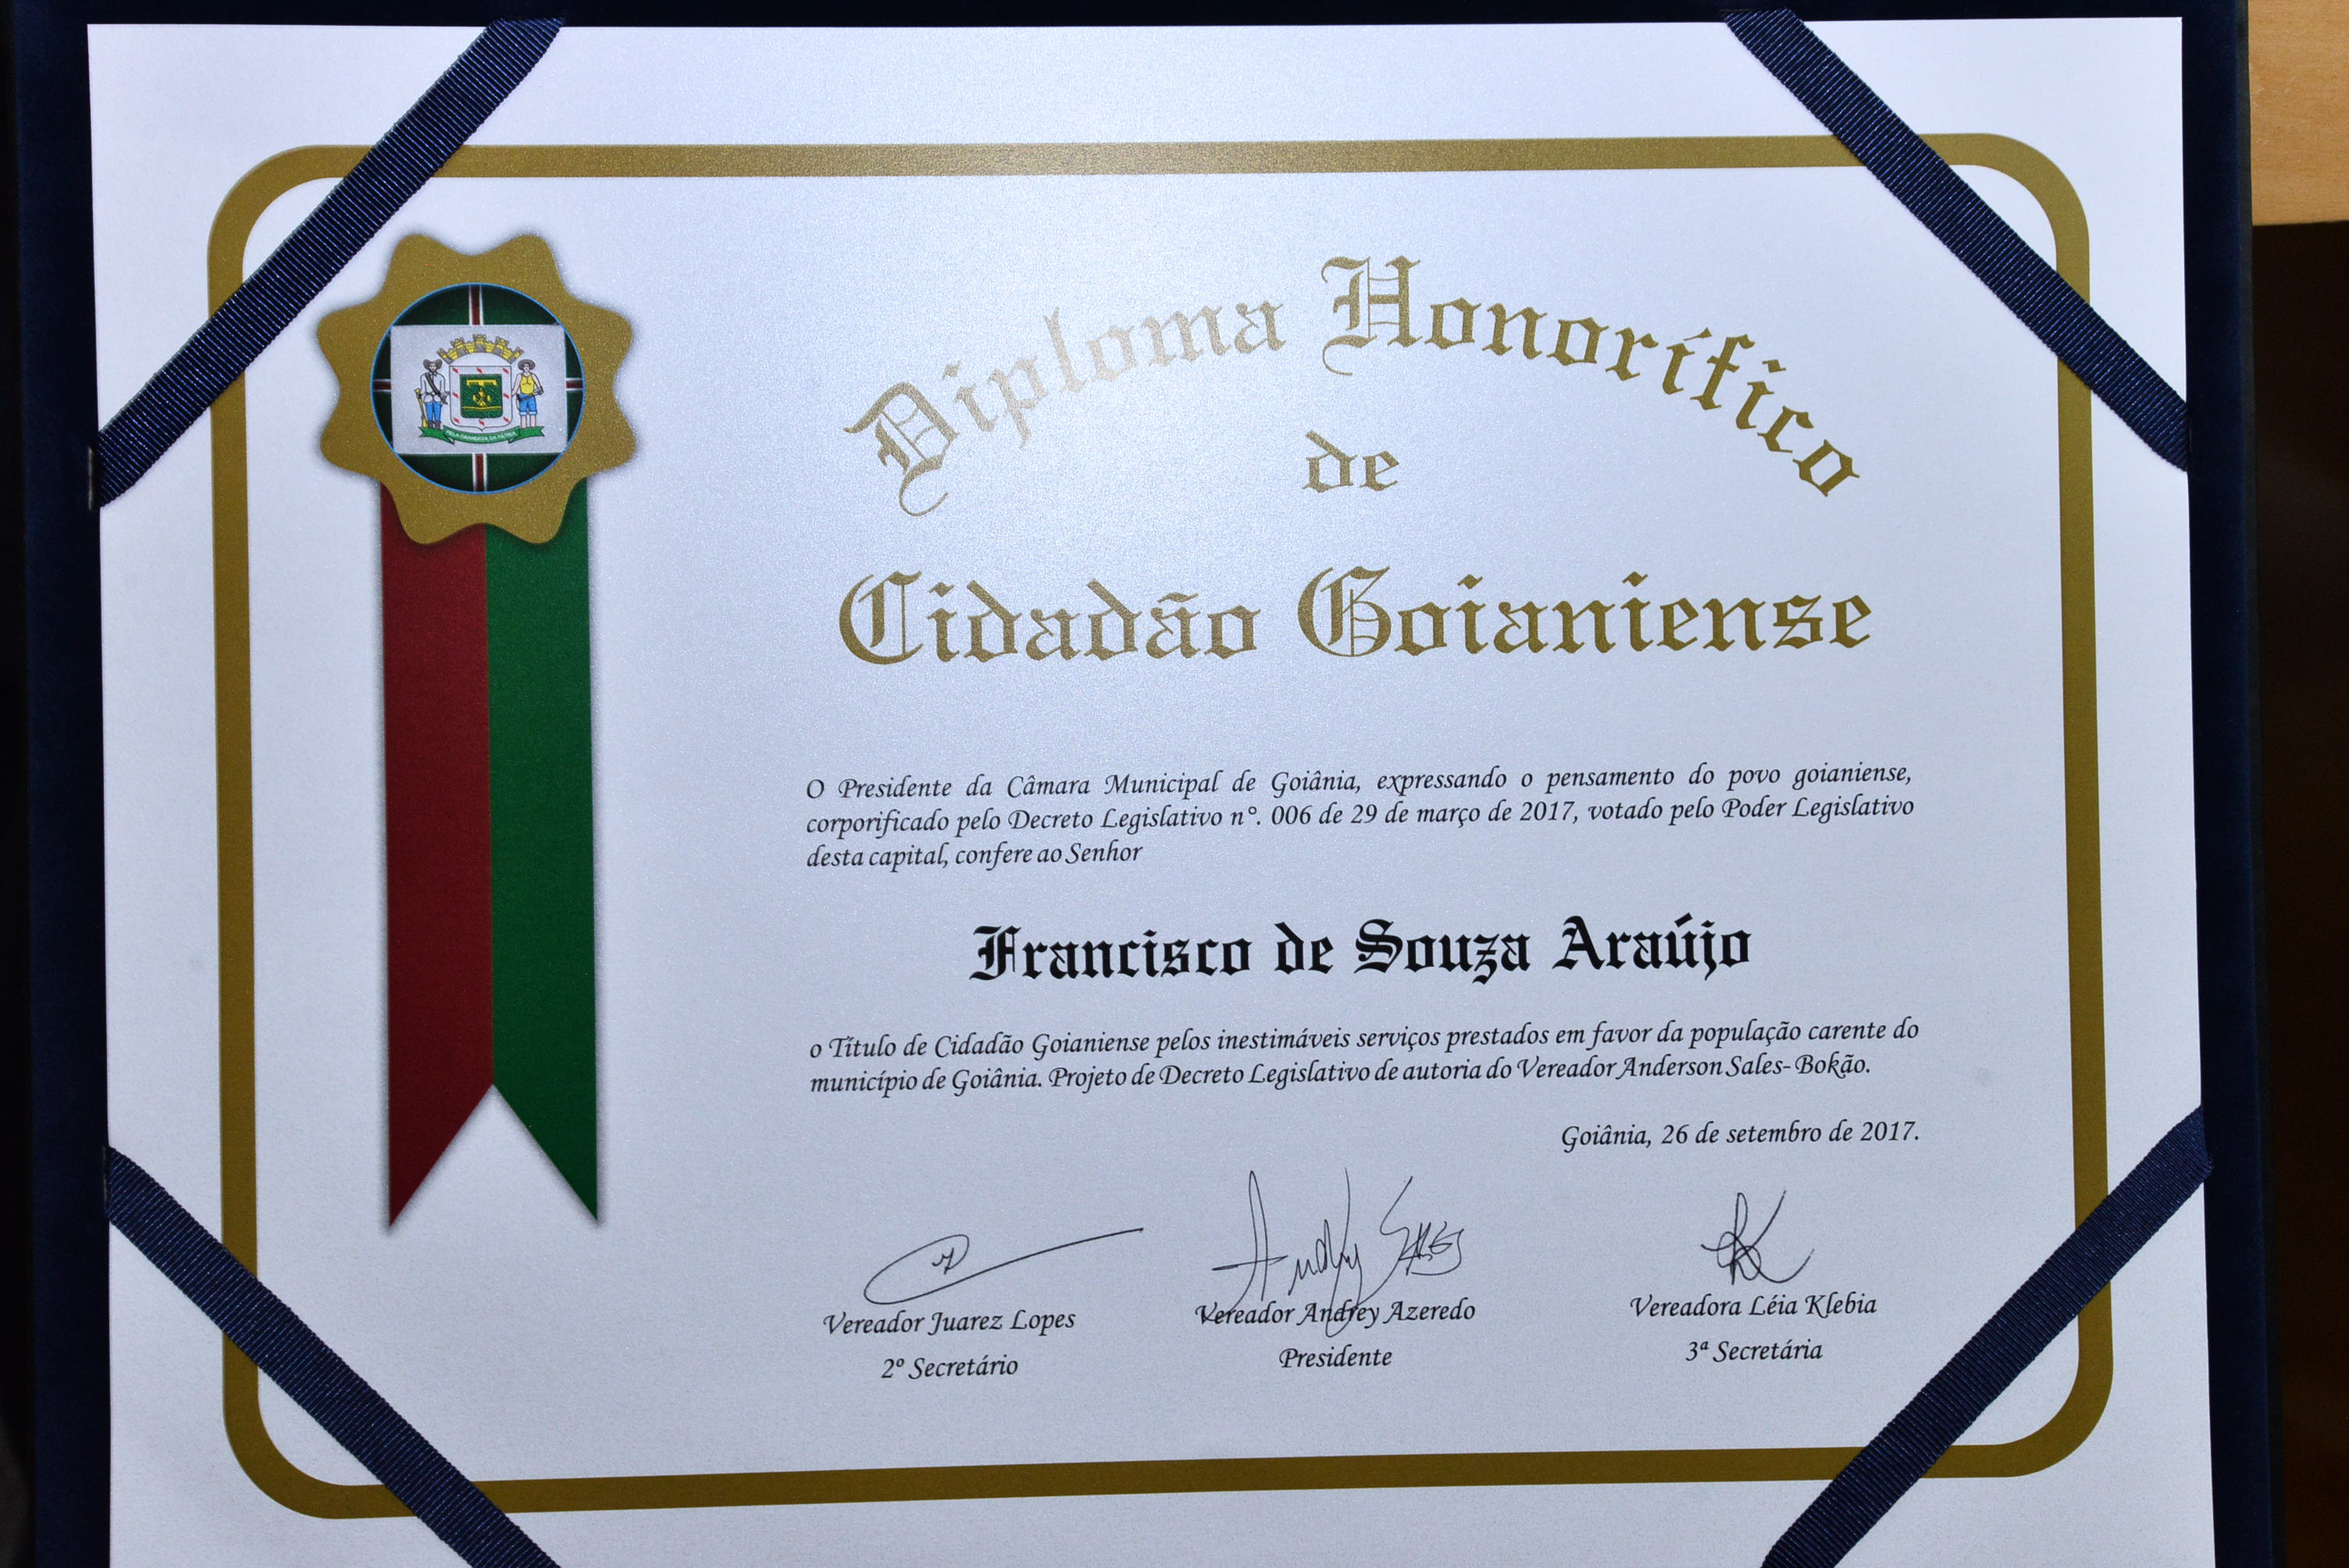 PELA GRANDEZA DA PÁTRIA
Diploma Honorífico
de
Cidadão Goianiense
O Presidente da Câmara Municipal de Goiânia, expressando o pensamento do povo goianiense,
corporificado pelo Decreto Legislativo n°. 006 de 29 de março de 2017, votado pelo Poder Legislativo
desta capital, confere ao Senhor
Francisco de Souza Araújo
o Título de Cidadão Goianiense pelos inestimáveis serviços prestados em favor da população carente do
município de Goiânia. Projeto de Decreto Legislativo de autoria do Vereador Anderson Sales- Bokão.
Goiânia, 26 de setembro de 2017.
Vereador Juarez Lopes
2º Secretário
Vereador Andrey Azeredo
Presidente
Vereadora Léia Klebia
3ª Secretária